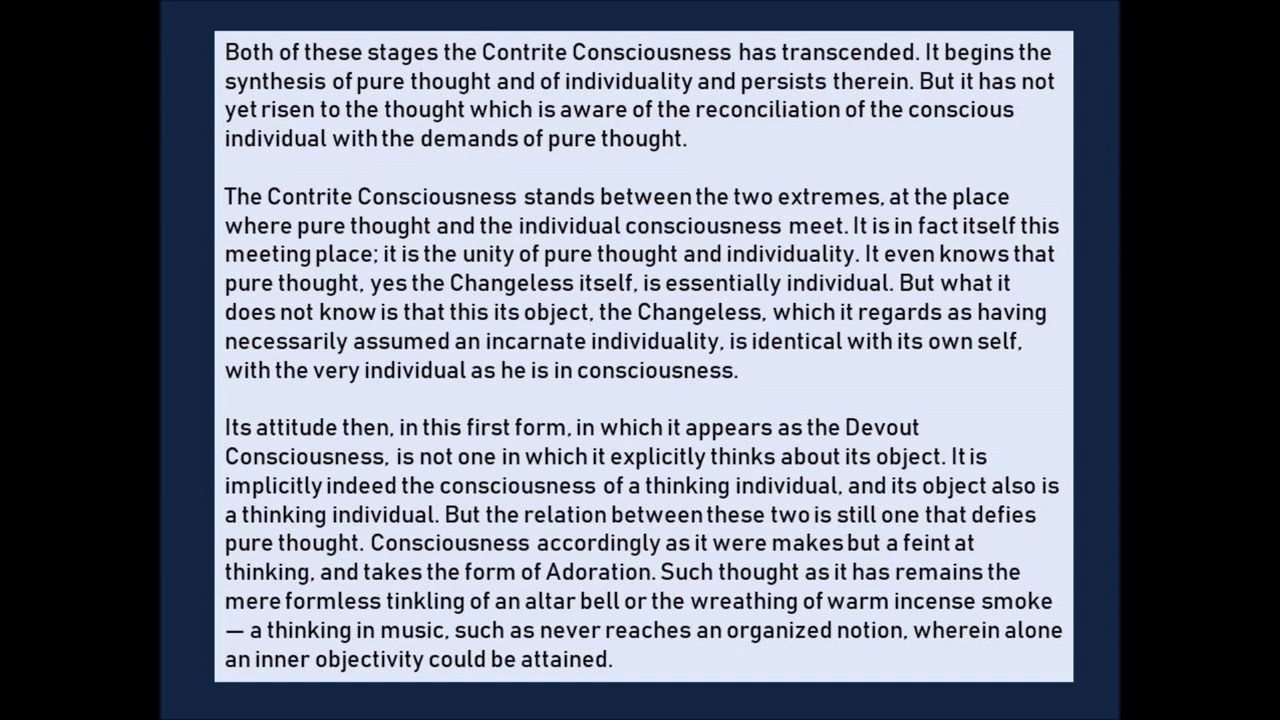 Both of these stages the Contrite Consciousness has transcended. It begins the
synthesis of pure thought and of individuality and persists therein. But it has not
yet risen to the thought which is aware of the reconciliation of the conscious
individual with the demands of pure thought.
The Contrite Consciousness stands between the two extremes, at the place
where pure thought and the individual consciousness meet. It is in fact itself this
meeting place; it is the unity of pure thought and individuality. It even knows that
pure thought, yes the Changeless itself, is essentially individual. But what it
does not know is that this its object, the Changeless, which it regards as having
necessarily assumed an incarnate individuality, is identical with its own self,
with the very individual as he is in consciousness.
Its attitude then, in this first form, in which it appears as the Devout
Consciousness, is not one in which it explicitly thinks about its object. It is
implicitly indeed the consciousness of a thinking individual, and its object also is
a thinking individual. But the relation between these two is still one that defies
pure thought. Consciousness accordingly as it were makes but a feint at
thinking, and takes the form of Adoration. Such thought as it has remains the
mere formless tinkling of an altar bell or the wreathing of warm incense smoke
— a thinking in music, such as never reaches an organized notion, wherein alone
an inner objectivity could be attained.